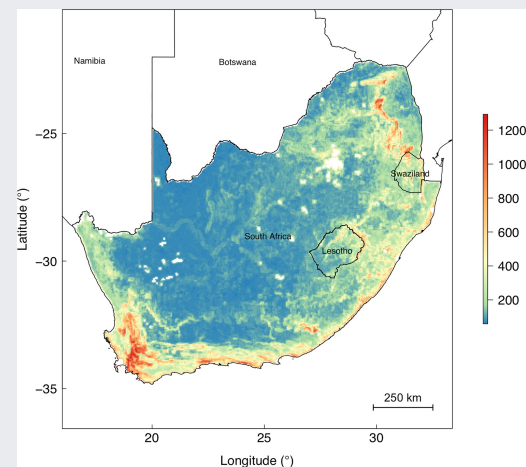 Namibia
Botswana
Swaziland
South Africa
Lesotho
−25
−30
−35
Latitude (°)
20
25
30
Longitude (°)
250 km
1200
1000
800
600
400
200